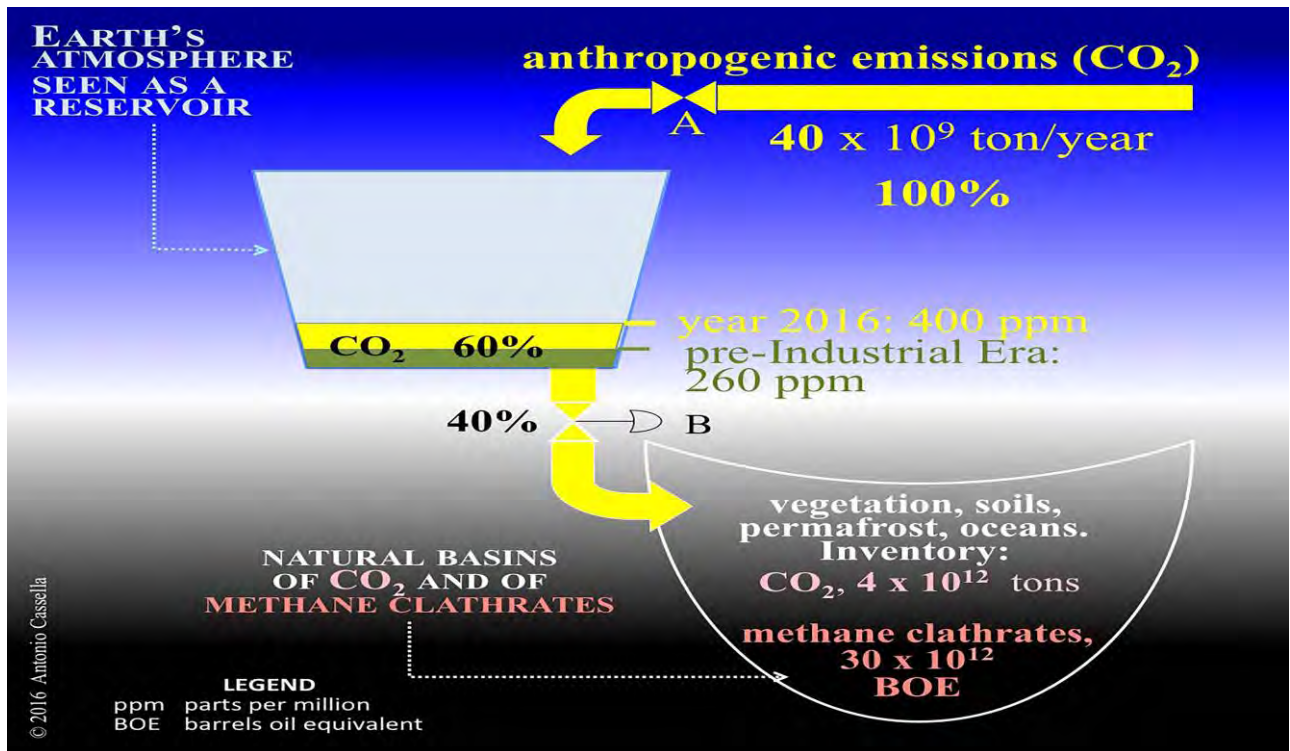 EARTH'S
ATMOSPHERE
SEEN AS A
RESERVOIR
anthropogenic emissions (CO₂)
A
40 x 10⁹ ton/year
100%
year 2016: 400 ppm
CO₂ 60%
pre-Industrial Era:
260 ppm
40%
B
vegetation, soils,
permafrost, oceans.
Inventory:
CO₂, 4 x 10¹² tons
methane clathrates,
30 x 10¹²
BOE
NATURAL BASINS
OF CO₂ AND OF
METHANE CLATHRATES
LEGEND
ppm parts per million
BOE barrels oil equivalent
© 2016 Antonio Cassella